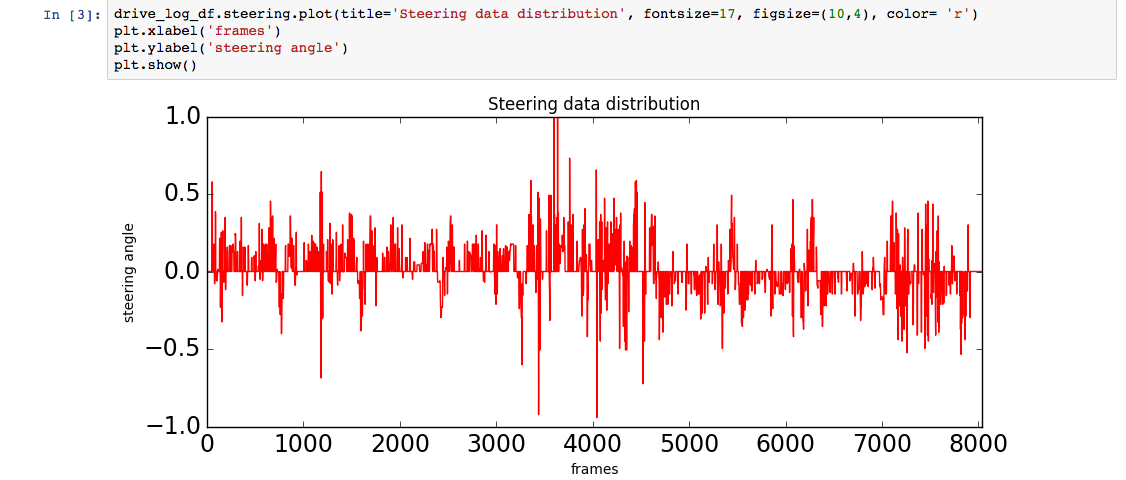 In [3]: drive_log_df.steering.plot(title='Steering data distribution', fontsize=17, figsize=(10,4), color= 'r')
plt.xlabel('frames')
plt.ylabel('steering angle')
plt.show()
Steering data distribution
1.0
0.5
0.0
−0.5
−1.0
steering angle
0 1000 2000 3000 4000 5000 6000 7000 8000
frames